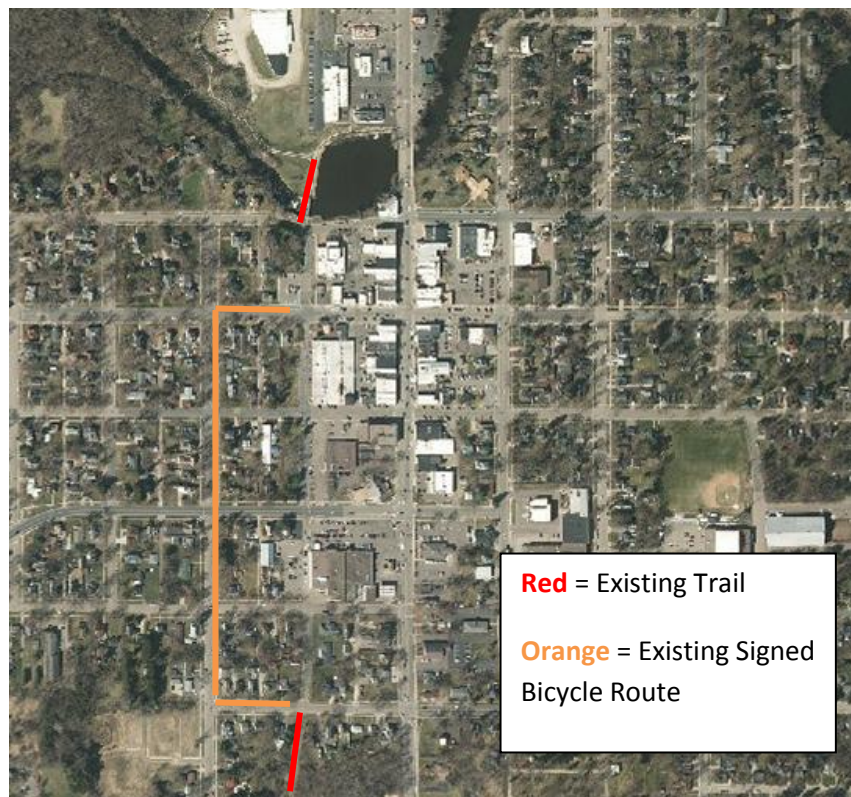 Red = Existing Trail
Orange = Existing Signed
Bicycle Route